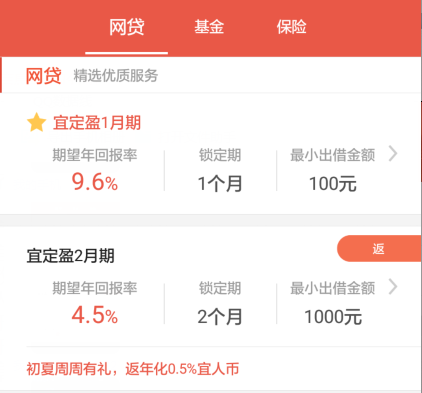 网贷 基金 保险
网贷 精选优质服务
宜定盈1月期
期望年回报率 锁定期 最小出借金额
9.6% 1个月 100元
宜定盈2月期 返
期望年回报率 锁定期 最小出借金额
4.5% 2个月 1000元
初夏周周有礼，返年化0.5%宜人币